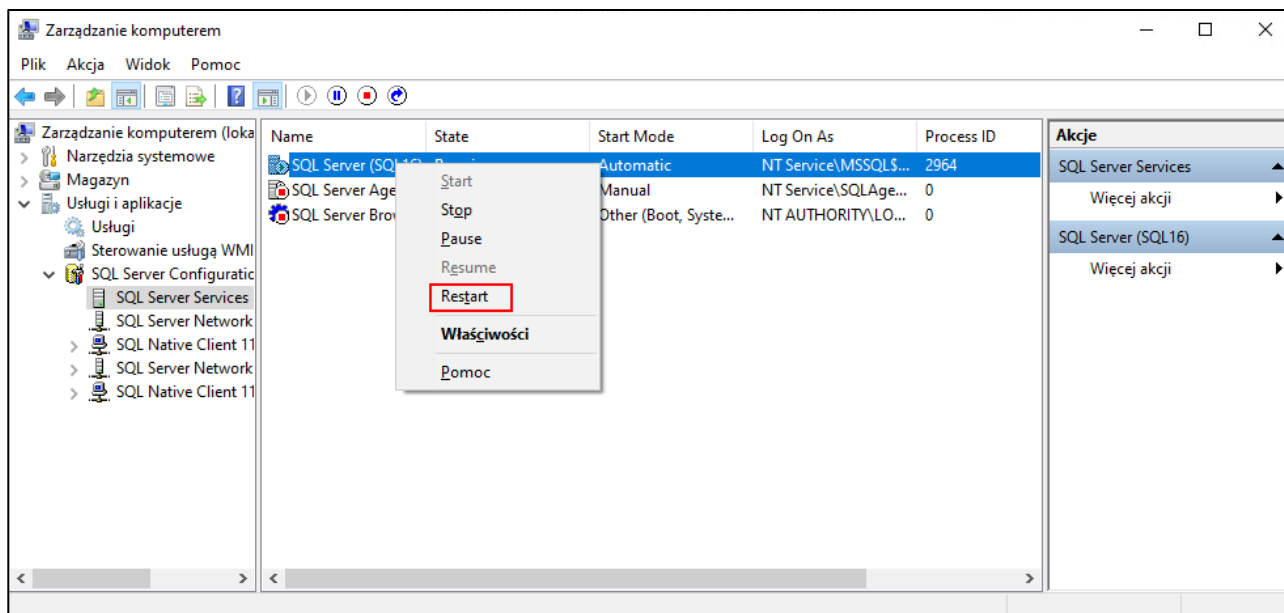 Zarządzanie komputerem
Plik Akcja Widok Pomoc
Zarządzanie komputerem (loka
Narzędzia systemowe
Magazyn
Usługi i aplikacje
Usługi
Sterowanie usługą WMI
SQL Server Configuratic
SQL Server Services
SQL Server Network
SQL Native Client 11
SQL Server Network
SQL Native Client 11
Name State Start Mode Log On As Process ID
SQL Server (SQL16) Automatic NT Service\MSSQL$... 2964
SQL Server Age Manual NT Service\SQLAge... 0
SQL Server Brow Other (Boot, Syste... NT AUTHORITY\LO... 0
Start
Stop
Pause
Resume
Restart
Właściwości
Pomoc
Akcje
SQL Server Services
Więcej akcji
SQL Server (SQL16)
Więcej akcji